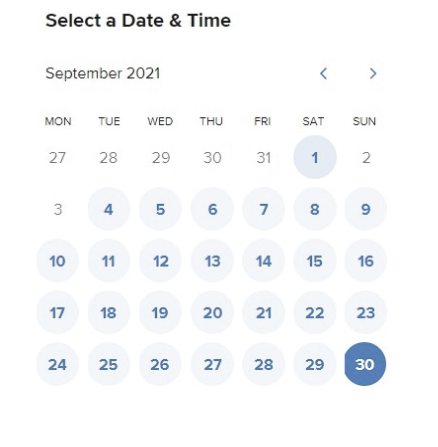 Select a Date & Time
September 2021
MON TUE WED THU FRI SAT SUN
27 28 29 30 31 1 2
3 4 5 6 7 8 9
10 11 12 13 14 15 16
17 18 19 20 21 22 23
24 25 26 27 28 29 30